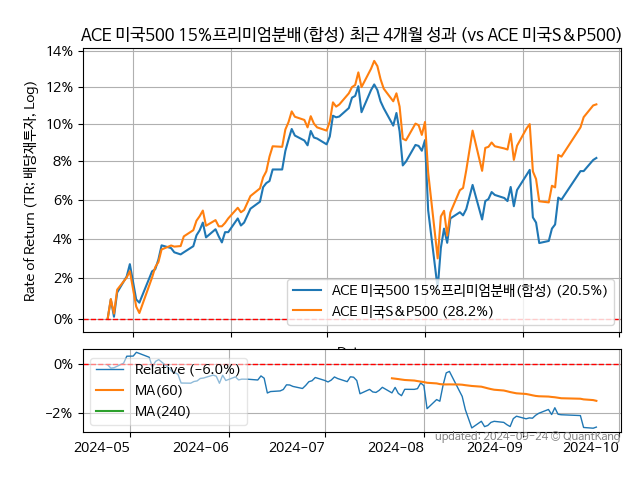 ACE 미국500 15%프리미엄분배(합성) 최근 4개월 성과 (vs ACE 미국S&P500)
Rate of Return (TR: 배당재투자, Log)
14%
12%
10%
8%
6%
4%
2%
0%
ACE 미국500 15%프리미엄분배(합성) (20.5%)
ACE 미국S&P500 (28.2%)
0%
−2%
Relative (−6.0%)
MA(60)
MA(240)
updated: 2024-09-24 © QuantKang
2024−05
2024−06
2024−07
2024−08
2024−09
2024−10